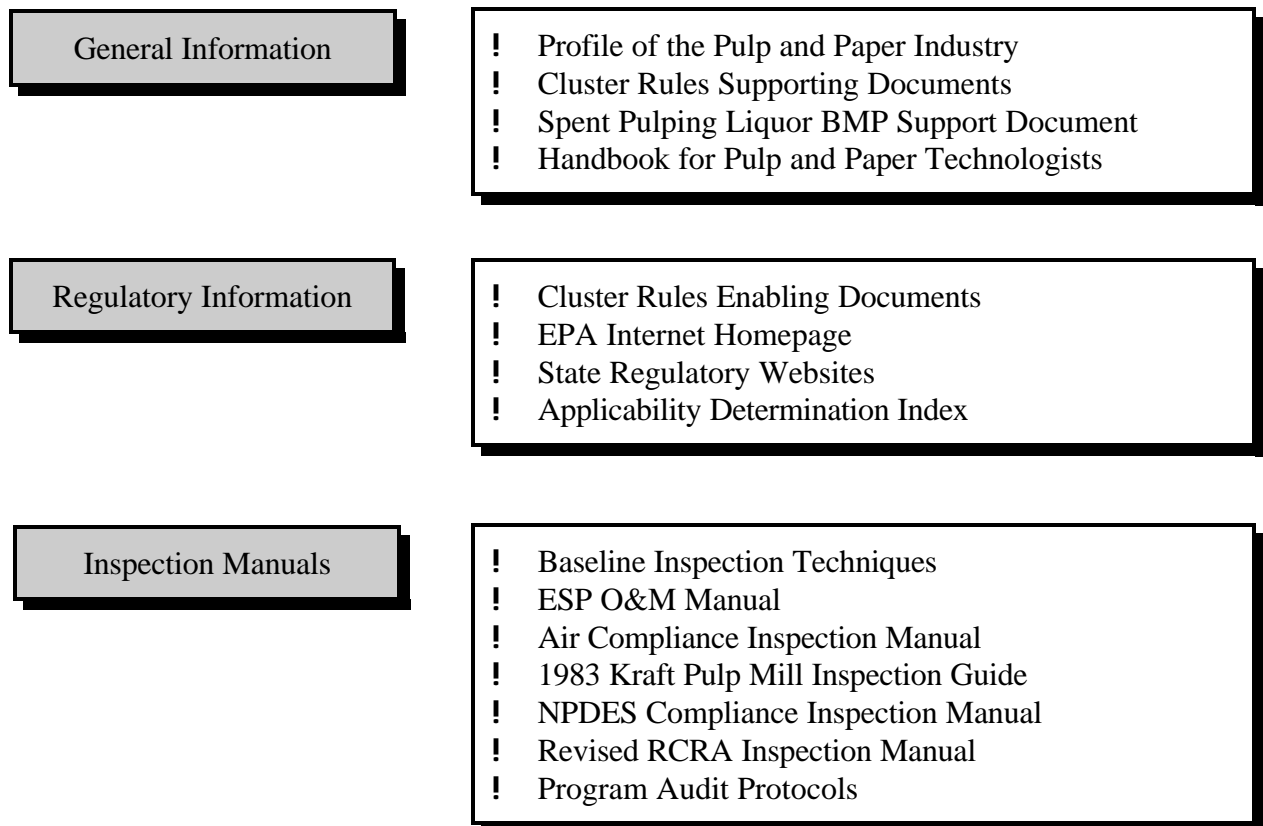 General Information
! Profile of the Pulp and Paper Industry
! Cluster Rules Supporting Documents
! Spent Pulping Liquor BMP Support Document
! Handbook for Pulp and Paper Technologists
Regulatory Information
! Cluster Rules Enabling Documents
! EPA Internet Homepage
! State Regulatory Websites
! Applicability Determination Index
Inspection Manuals
! Baseline Inspection Techniques
! ESP O&M Manual
! Air Compliance Inspection Manual
! 1983 Kraft Pulp Mill Inspection Guide
! NPDES Compliance Inspection Manual
! Revised RCRA Inspection Manual
! Program Audit Protocols